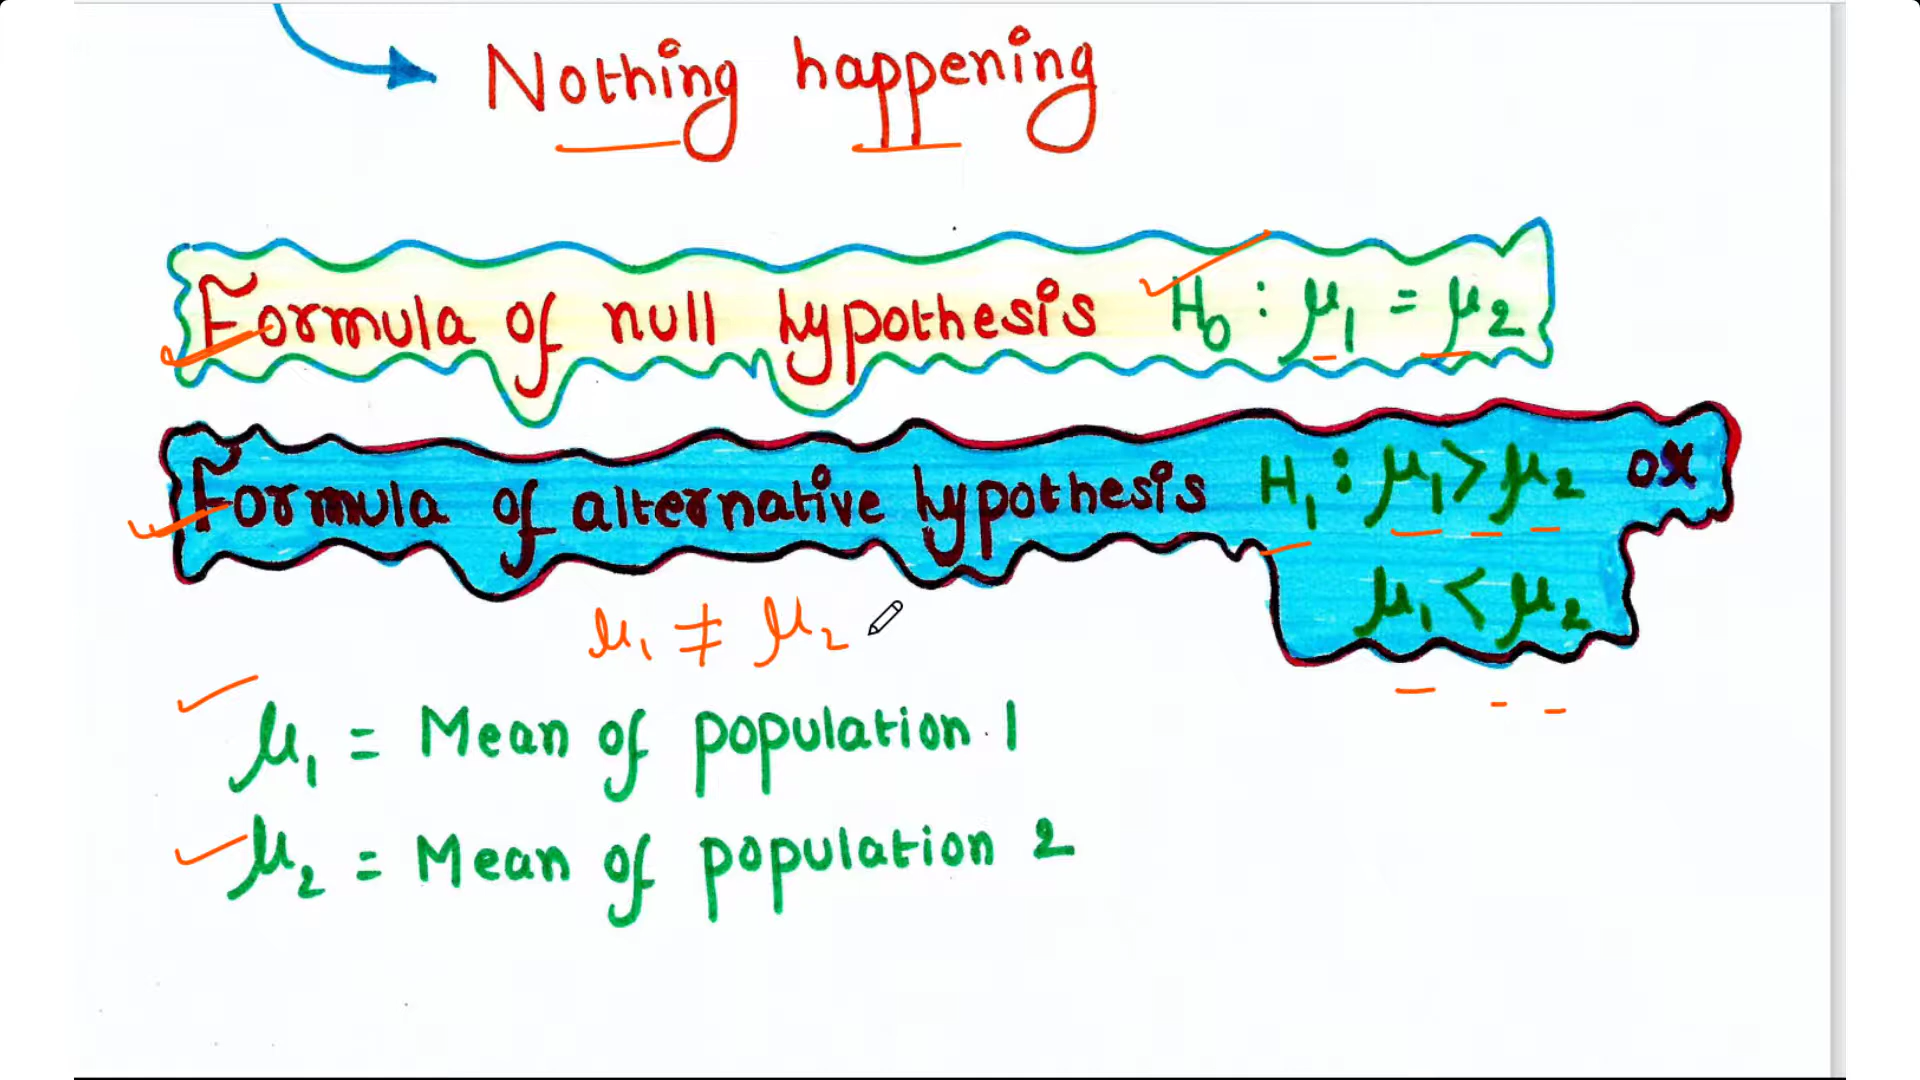 Nothing happening
Formula of null hypothesis H₀ : μ₁ = μ₂
Formula of alternative hypothesis H₁ : μ₁ > μ₂ or
μ₁ < μ₂
μ₁ ≠ μ₂
μ₁ = Mean of population 1
μ₂ = Mean of population 2